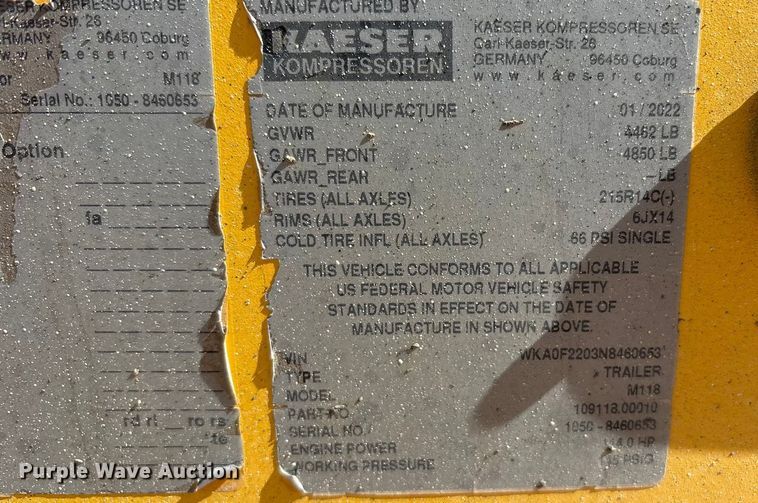 KAESER KOMPRESSOREN SE
Carl-Kaeser-Str. 26
GERMANY 96450 Coburg
www.kaeser.com
M118
Serial No.: 1050 - 8460653
Option
MANUFACTURED BY
KAESER
KOMPRESSOREN
KAESER KOMPRESSOREN SE
Carl-Kaeser-Str. 26
GERMANY 96450 Coburg
www.kaeser.com
DATE OF MANUFACTURE 01 / 2022
GVWR 4462 LB
GAWR_FRONT 4850 LB
GAWR_REAR -- LB
TIRES (ALL AXLES) 215R14C(-)
RIMS (ALL AXLES) 6JX14
COLD TIRE INFL (ALL AXLES) 66 PSI SINGLE
THIS VEHICLE CONFORMS TO ALL APPLICABLE
US FEDERAL MOTOR VEHICLE SAFETY
STANDARDS IN EFFECT ON THE DATE OF
MANUFACTURE IN SHOWN ABOVE.
VIN WKA0F2203N8460653
TYPE TRAILER
MODEL M118
PART NO. 109118.00010
SERIAL NO. 1050 - 8460653
ENGINE POWER HP
WORKING PRESSURE PSIG
Purple Wave Auction